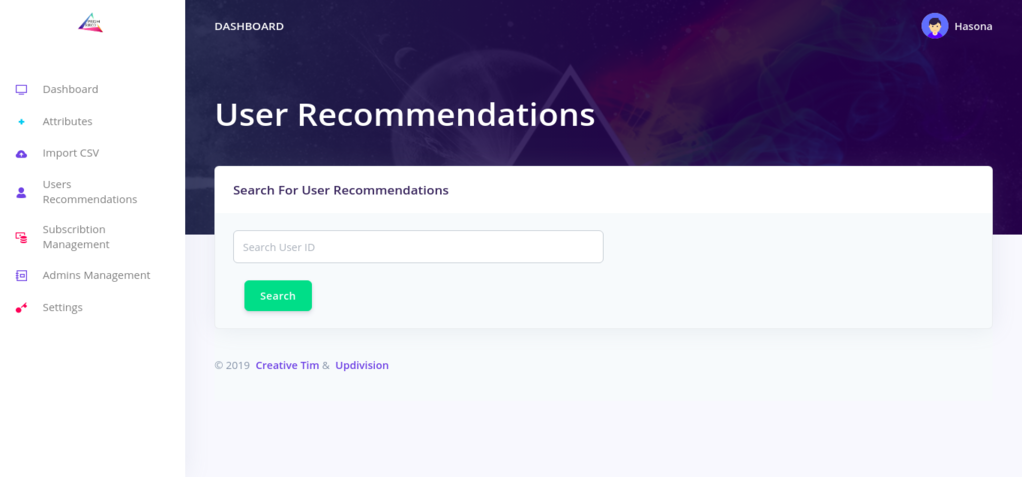 DASHBOARD
Hasona
Dashboard
Attributes
Import CSV
Users
Recommendations
Subscribtion
Management
Admins Management
Settings
User Recommendations
Search For User Recommendations
Search User ID
Search
© 2019 Creative Tim & Updivision